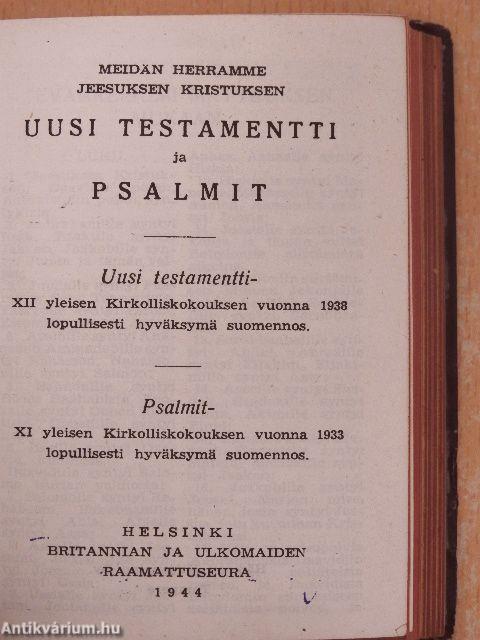 MEIDÄN HERRAMME
JEESUKSEN KRISTUKSEN
UUSI TESTAMENTTI
ja
PSALMIT
Uusi testamentti-
XII yleisen Kirkolliskokouksen vuonna 1938
lopullisesti hyväksymä suomennos.
Psalmit-
XI yleisen Kirkolliskokouksen vuonna 1933
lopullisesti hyväksymä suomennos.
HELSINKI
BRITANNIAN JA ULKOMAIDEN
RAAMATTUSEURA
1944
Antikvárium.hu